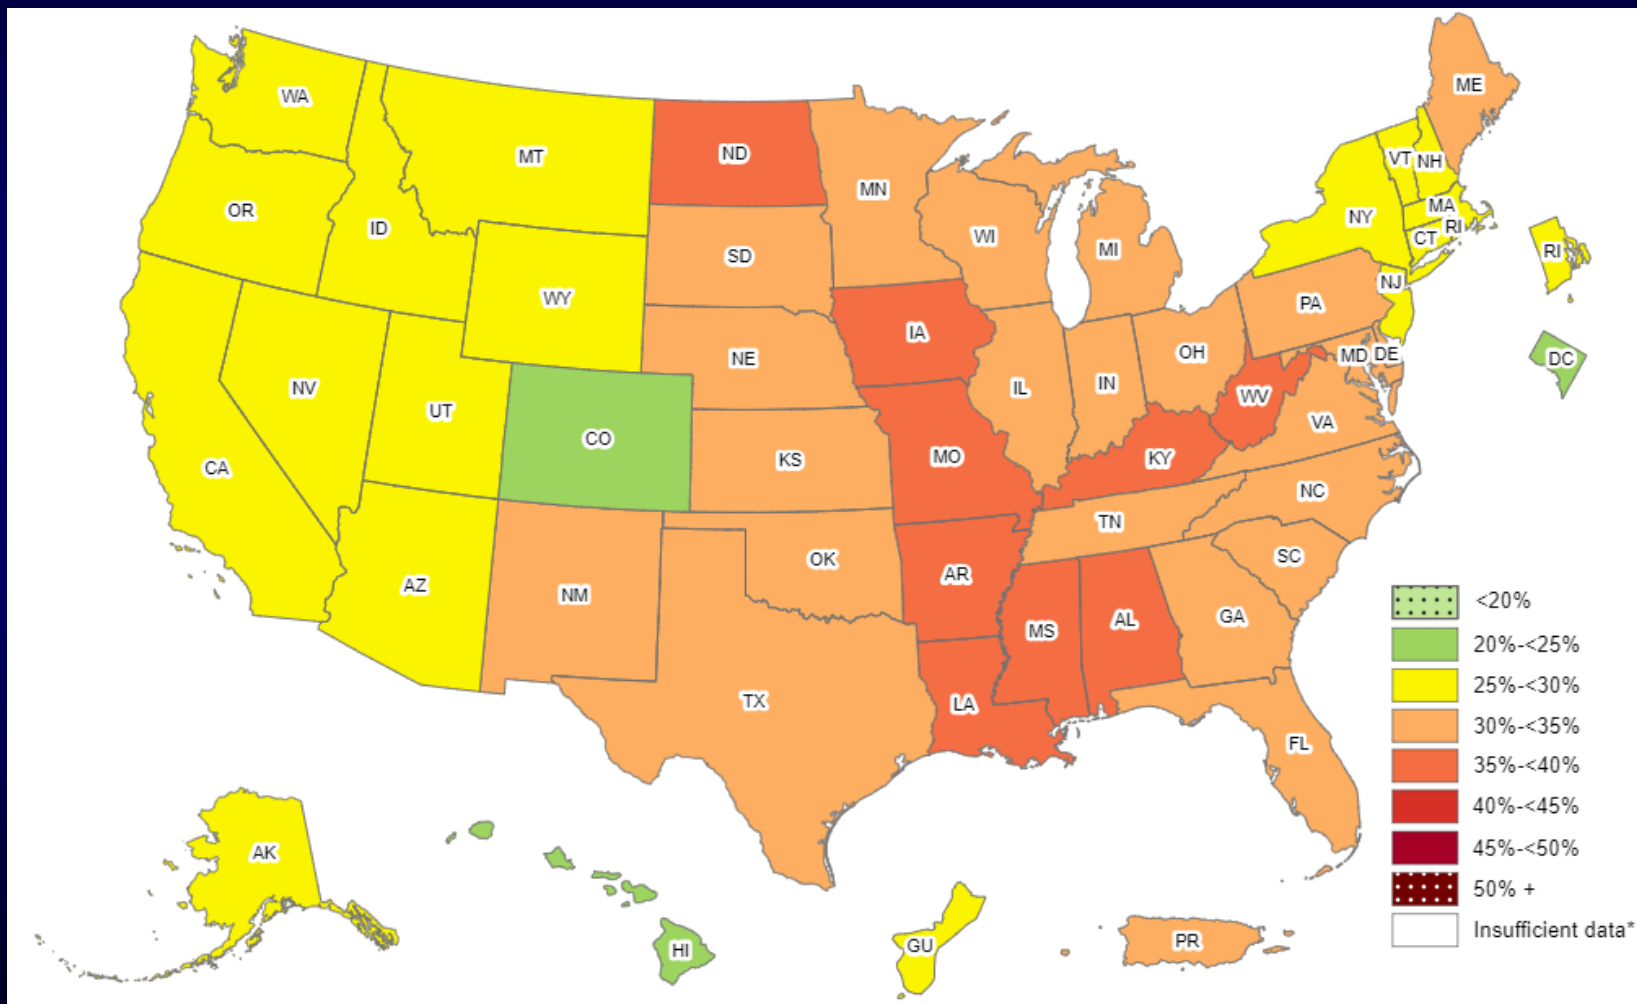 ME
WA
VT
NH
MT
ND
MN
OR
ID
MA
NY
RI
WI
CT
MI
SD
RI
NJ
WY
PA
IA
NE
OH
MD
DE
DC
NV
IN
IL
WV
UT
VA
CO
CA
MO
KS
KY
NC
TN
OK
SC
AZ
NM
AR
<20%
GA
AL
MS
20%-<25%
25%-<30%
TX
LA
30%-<35%
FL
35%-<40%
40%-<45%
AK
45%-<50%
50% +
Insufficient data*
PR
GU
HI